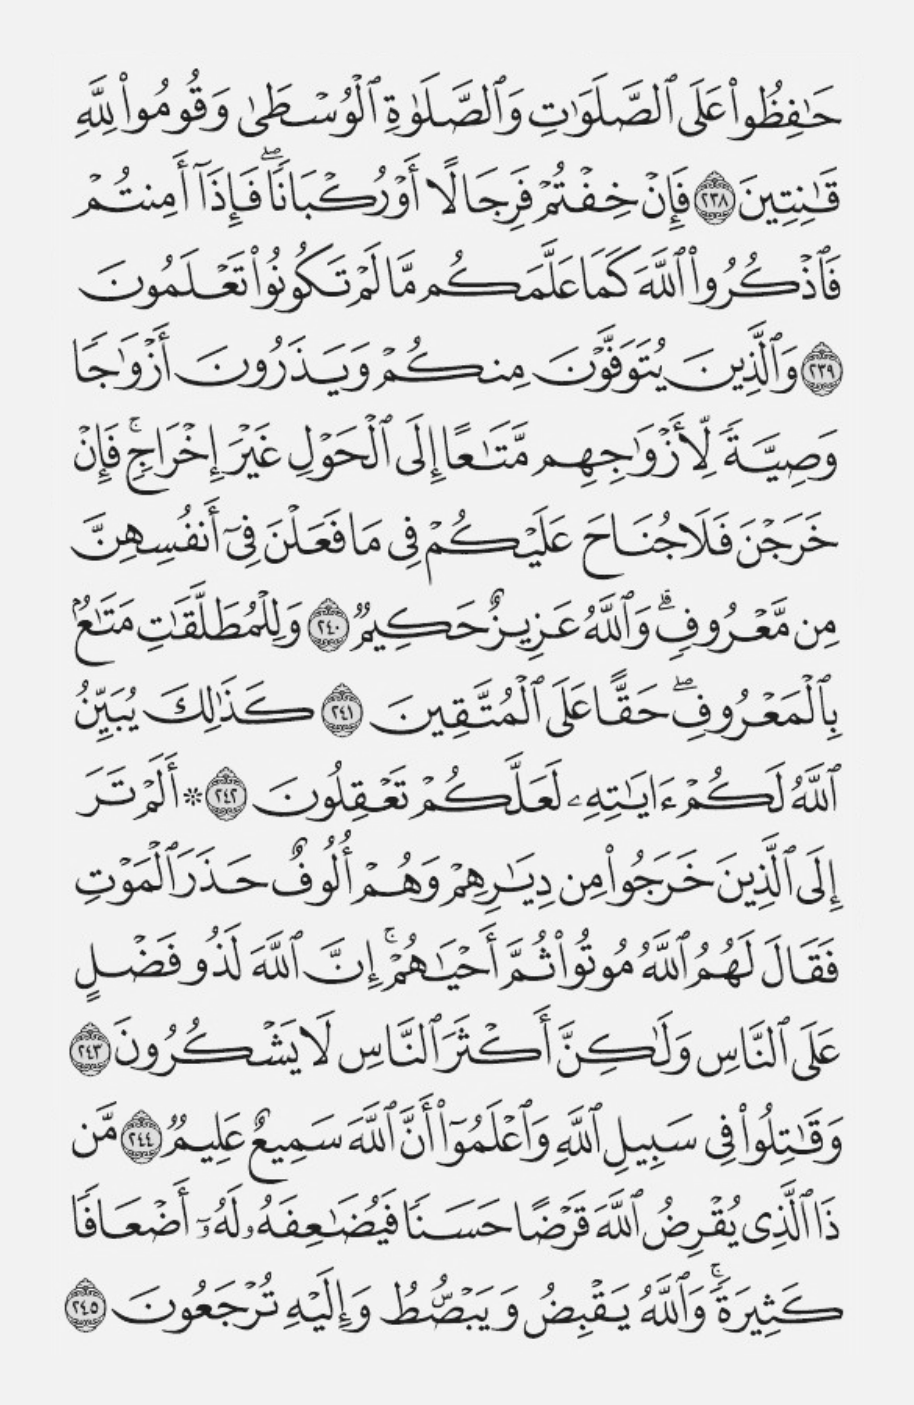 حَـٰفِظُوا۟ عَلَى ٱلصَّلَوَٰتِ وَٱلصَّلَوٰةِ ٱلْوُسْطَىٰ وَقُومُوا۟ لِلَّهِ
قَـٰنِتِينَ ٢٣٨ فَإِنْ خِفْتُمْ فَرِجَالًا أَوْ رُكْبَانًا ۖ فَإِذَآ أَمِنتُمْ
فَٱذْكُرُوا۟ ٱللَّهَ كَمَا عَلَّمَكُم مَّا لَمْ تَكُونُوا۟ تَعْلَمُونَ
٢٣٩ وَٱلَّذِينَ يُتَوَفَّوْنَ مِنكُمْ وَيَذَرُونَ أَزْوَٰجًا
وَصِيَّةً لِّأَزْوَٰجِهِم مَّتَـٰعًا إِلَى ٱلْحَوْلِ غَيْرَ إِخْرَاجٍ ۚ فَإِنْ
خَرَجْنَ فَلَا جُنَاحَ عَلَيْكُمْ فِى مَا فَعَلْنَ فِىٓ أَنفُسِهِنَّ
مِن مَّعْرُوفٍ ۗ وَٱللَّهُ عَزِيزٌ حَكِيمٌ ٢٤٠ وَلِلْمُطَلَّقَـٰتِ مَتَـٰعٌۢ
بِٱلْمَعْرُوفِ ۖ حَقًّا عَلَى ٱلْمُتَّقِينَ ٢٤١ كَذَٰلِكَ يُبَيِّنُ
ٱللَّهُ لَكُمْ ءَايَـٰتِهِۦ لَعَلَّكُمْ تَعْقِلُونَ ٢٤٢ ۞ أَلَمْ تَرَ
إِلَى ٱلَّذِينَ خَرَجُوا۟ مِن دِيَـٰرِهِمْ وَهُمْ أُلُوفٌ حَذَرَ ٱلْمَوْتِ
فَقَالَ لَهُمُ ٱللَّهُ مُوتُوا۟ ثُمَّ أَحْيَـٰهُمْ ۚ إِنَّ ٱللَّهَ لَذُو فَضْلٍ
عَلَى ٱلنَّاسِ وَلَـٰكِنَّ أَكْثَرَ ٱلنَّاسِ لَا يَشْكُرُونَ ٢٤٣
وَقَـٰتِلُوا۟ فِى سَبِيلِ ٱللَّهِ وَٱعْلَمُوٓا۟ أَنَّ ٱللَّهَ سَمِيعٌ عَلِيمٌ ٢٤٤ مَّن
ذَا ٱلَّذِى يُقْرِضُ ٱللَّهَ قَرْضًا حَسَنًا فَيُضَـٰعِفَهُۥ لَهُۥٓ أَضْعَافًا
كَثِيرَةً ۚ وَٱللَّهُ يَقْبِضُ وَيَبْصُۜطُ وَإِلَيْهِ تُرْجَعُونَ ٢٤٥